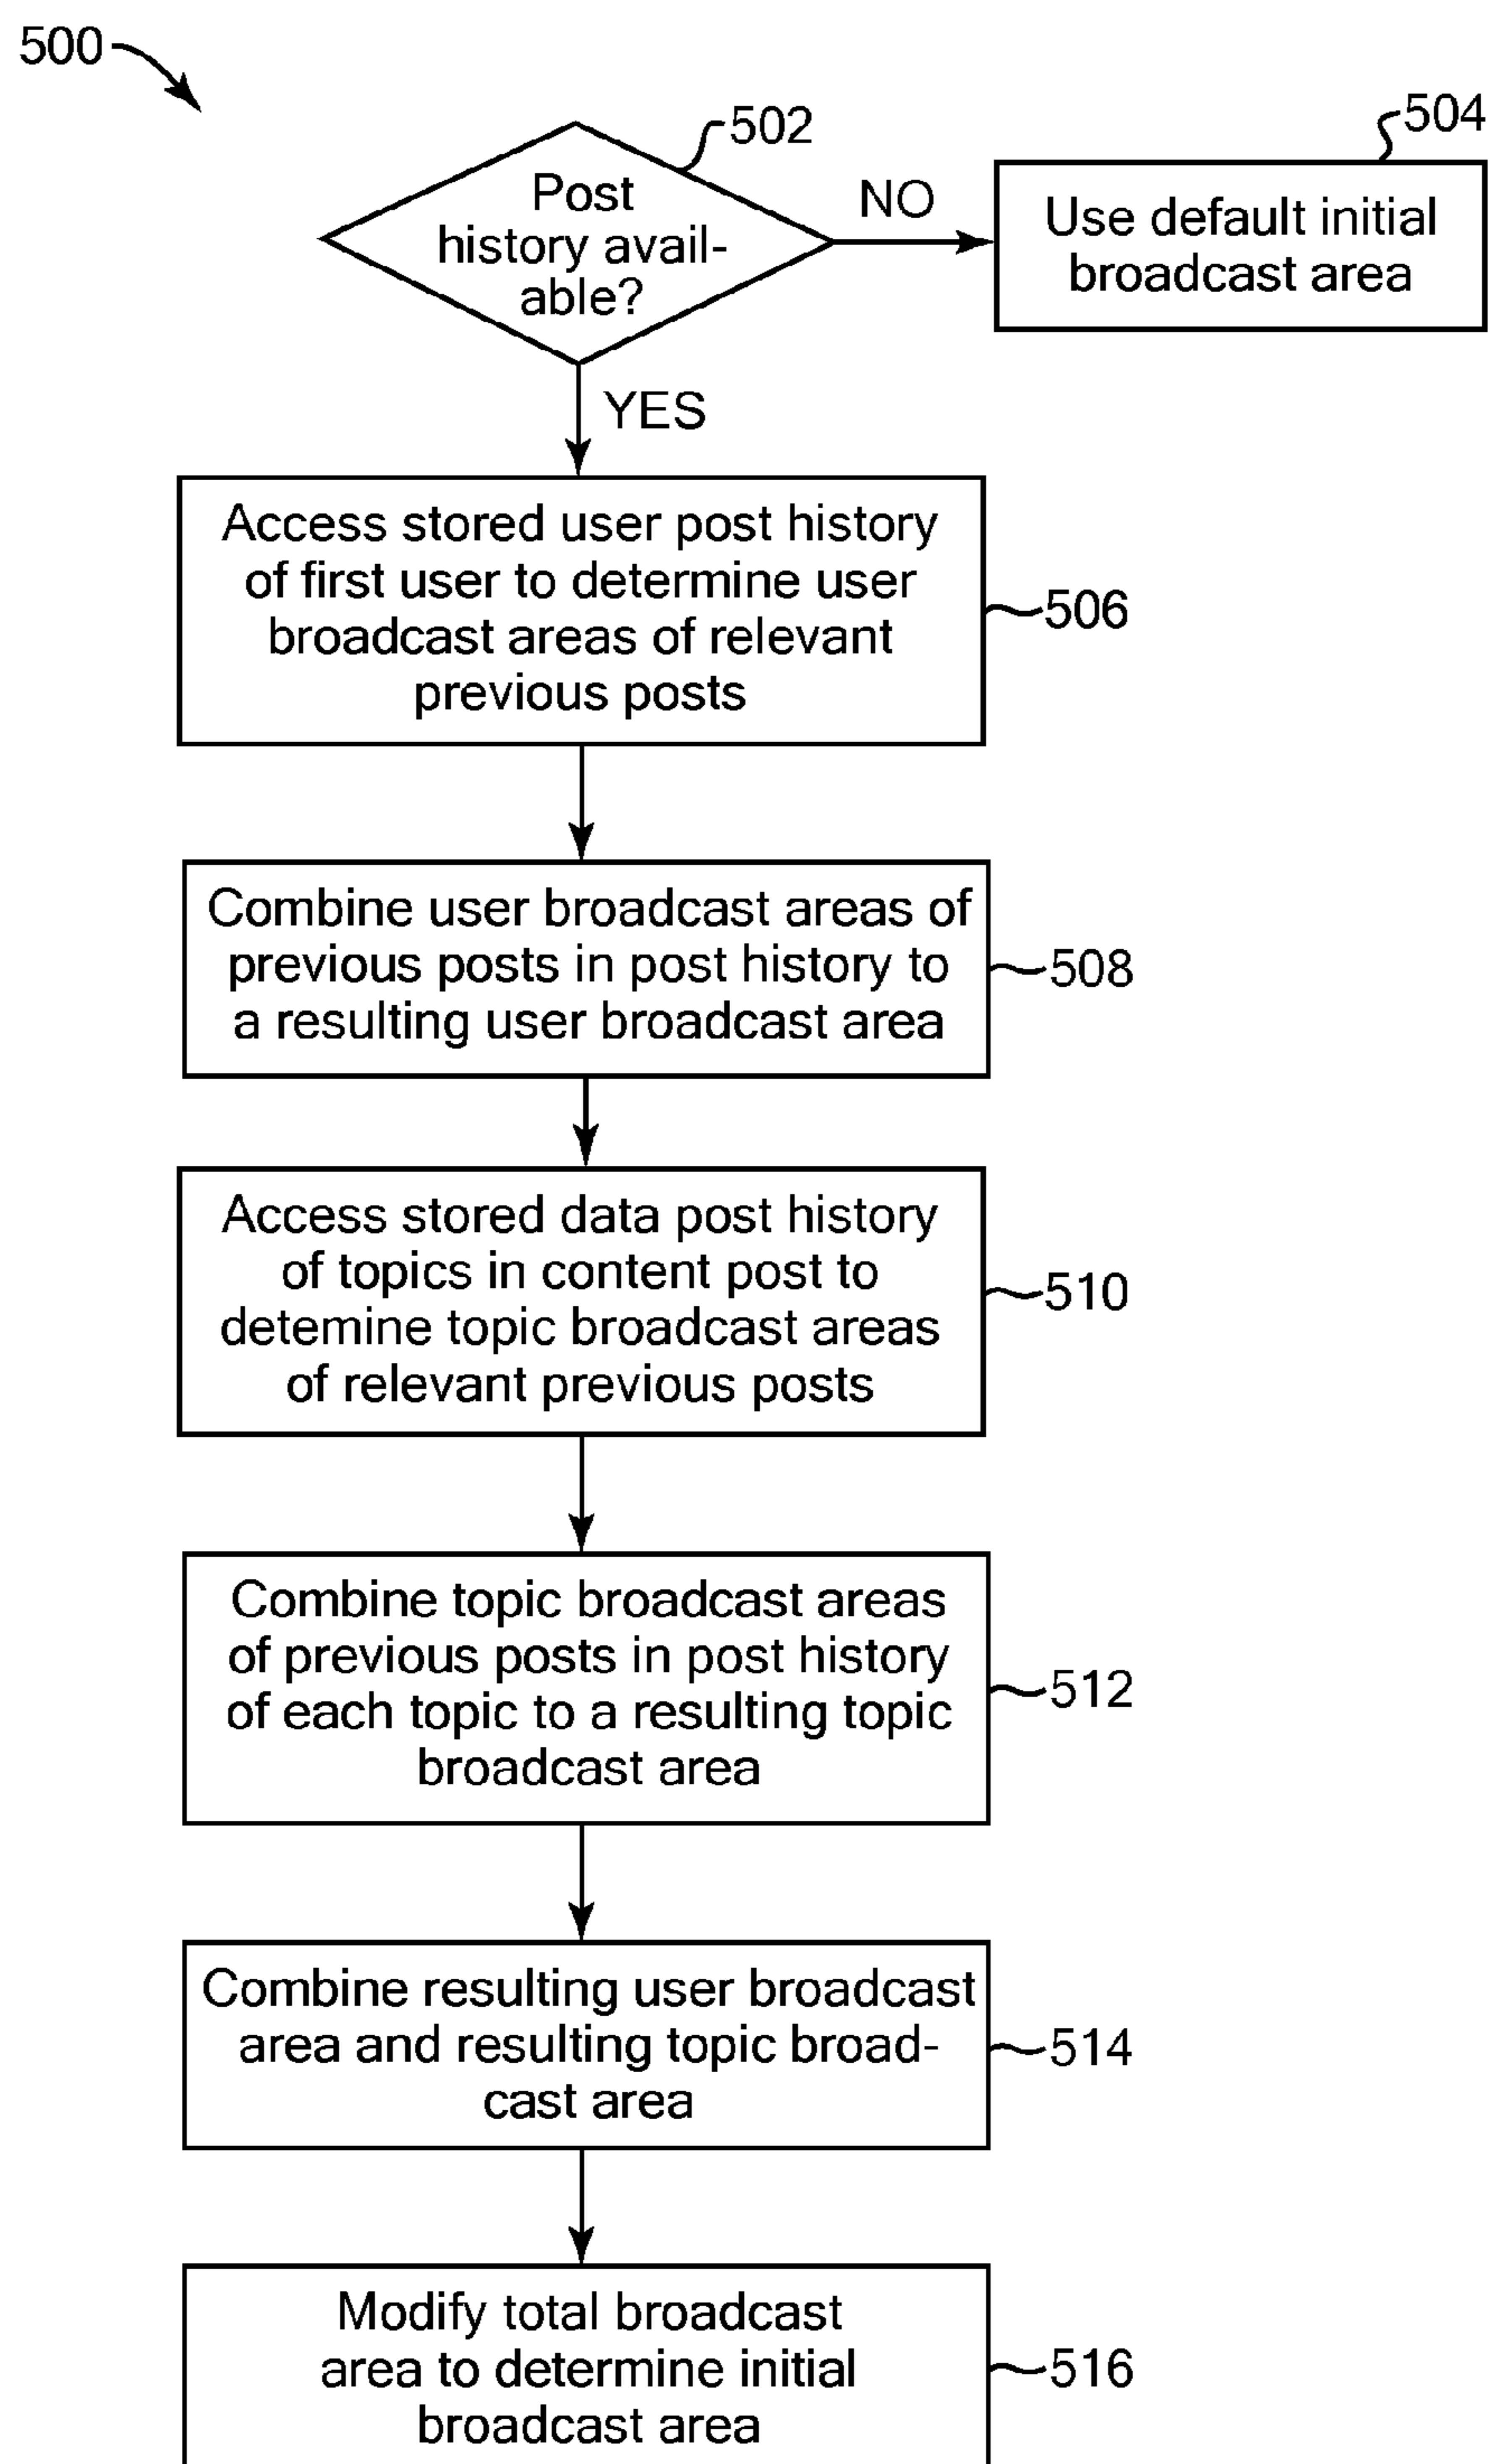 500
502
504
Post
history avail-
able?
NO
Use default initial
broadcast area
YES
Access stored user post history
of first user to determine user
broadcast areas of relevant
previous posts
506
Combine user broadcast areas of
previous posts in post history to
a resulting user broadcast area
508
Access stored data post history
of topics in content post to
detemine topic broadcast areas
of relevant previous posts
510
Combine topic broadcast areas
of previous posts in post history
of each topic to a resulting topic
broadcast area
512
Combine resulting user broadcast
area and resulting topic broad-
cast area
514
Modify total broadcast
area to determine initial
broadcast area
516